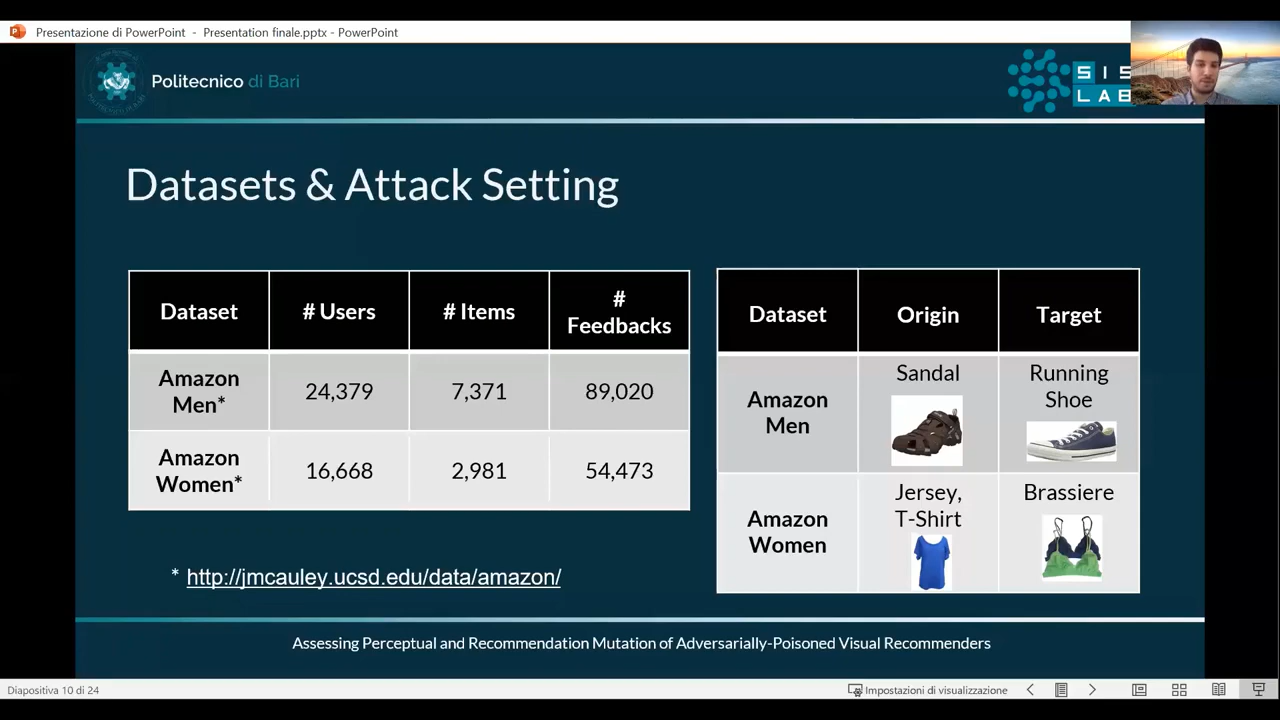 Presentazione di PowerPoint - Presentation finale.pptx - PowerPoint
Politecnico di Bari
SIS
LAB
Datasets & Attack Setting
Dataset # Users # Items # Feedbacks
Amazon Men* 24,379 7,371 89,020
Amazon Women* 16,668 2,981 54,473
Dataset Origin Target
Amazon Men Sandal Running Shoe
Amazon Women Jersey, T-Shirt Brassiere
* http://jmcauley.ucsd.edu/data/amazon/
Assessing Perceptual and Recommendation Mutation of Adversarially-Poisoned Visual Recommenders
Diapositiva 10 di 24
Impostazioni di visualizzazione